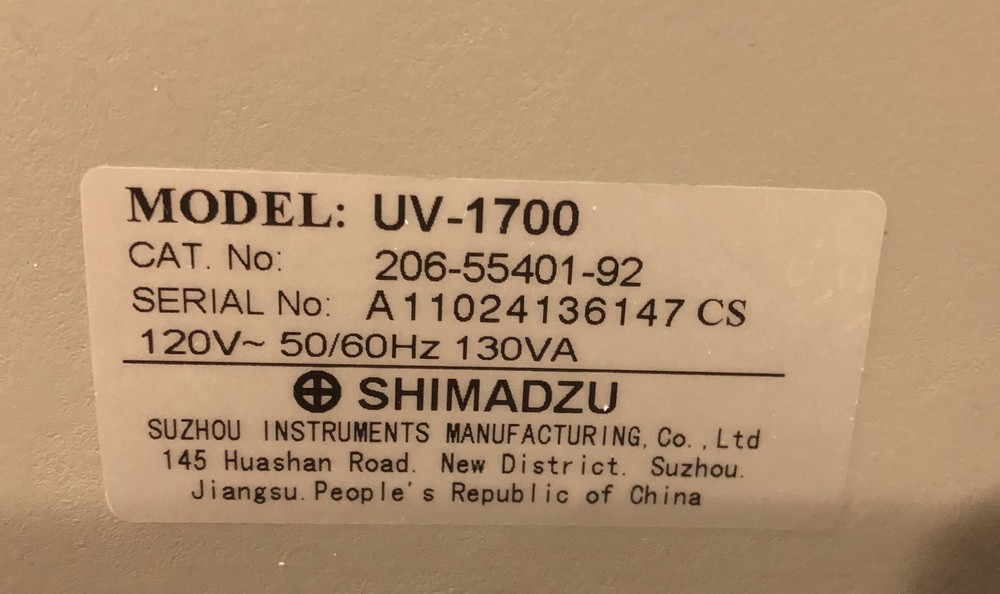 MODEL: UV-1700
CAT. No: 206-55401-92
SERIAL No: A11024136147 CS
120V~ 50/60Hz 130VA
SHIMADZU
SUZHOU INSTRUMENTS MANUFACTURING, Co.,Ltd
145 Huashan Road. New District. Suzhou.
Jiangsu. People's Republic of China